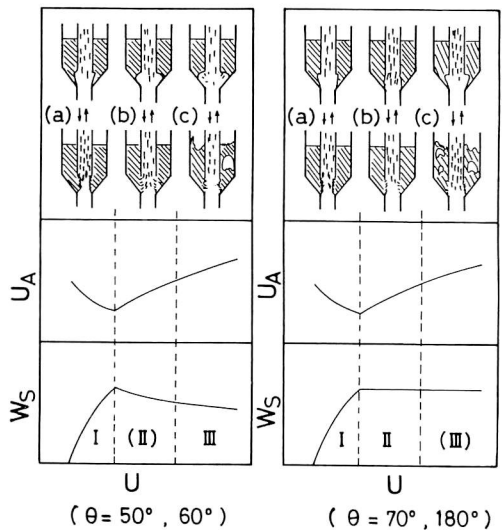 (a) (b) (c)
(a) (b) (c)
U_A
U_A
W_S
W_S
I (II) III
I II (III)
U
U
(θ = 50°, 60°)
(θ = 70°, 180°)